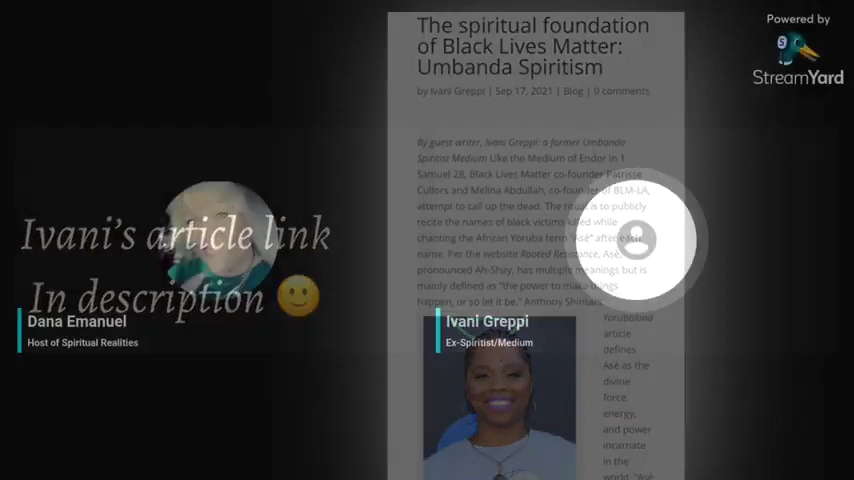 Powered by
StreamYard
The spiritual foundation
of Black Lives Matter:
Umbanda Spiritism
by Ivani Greppi | Sep 17, 2021 | Blog | 0 comments
By guest writer, Ivani Greppi: a former Umbanda
Spiritist Medium Like the Medium of Endor in 1
Samuel 28, Black Lives Matter co-founder Patrisse
Cullors and Melina Abdullah, co-founder of BLM-LA,
attempt to call up the dead. The ritual is to publicly
recite the names of black victims killed while
chanting the African Yoruba term "Asé" after each
name. Per the website Rooted Resistance, Asé,
pronounced Ah-Shay, has multiple meanings but is
mainly defined as "the power to make things
happen, or so let it be." Anthony
Yorubaland
article
defines
Asé as the
divine
force,
energy,
and power
incarnate
in the
world. "Asé
Ivani's article link
In description 🙂
Dana Emanuel
Host of Spiritual Realities
Ivani Greppi
Ex-Spiritist/Medium